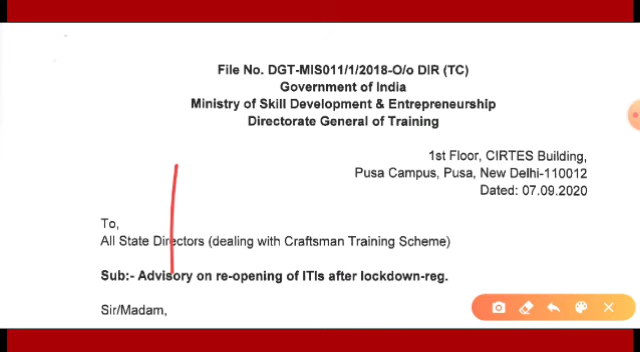 File No. DGT-MIS011/1/2018-O/o DIR (TC)
Government of India
Ministry of Skill Development & Entrepreneurship
Directorate General of Training
1st Floor, CIRTES Building,
Pusa Campus, Pusa, New Delhi-110012
Dated: 07.09.2020
To,
All State Directors (dealing with Craftsman Training Scheme)
Sub:- Advisory on re-opening of ITIs after lockdown-reg.
Sir/Madam,